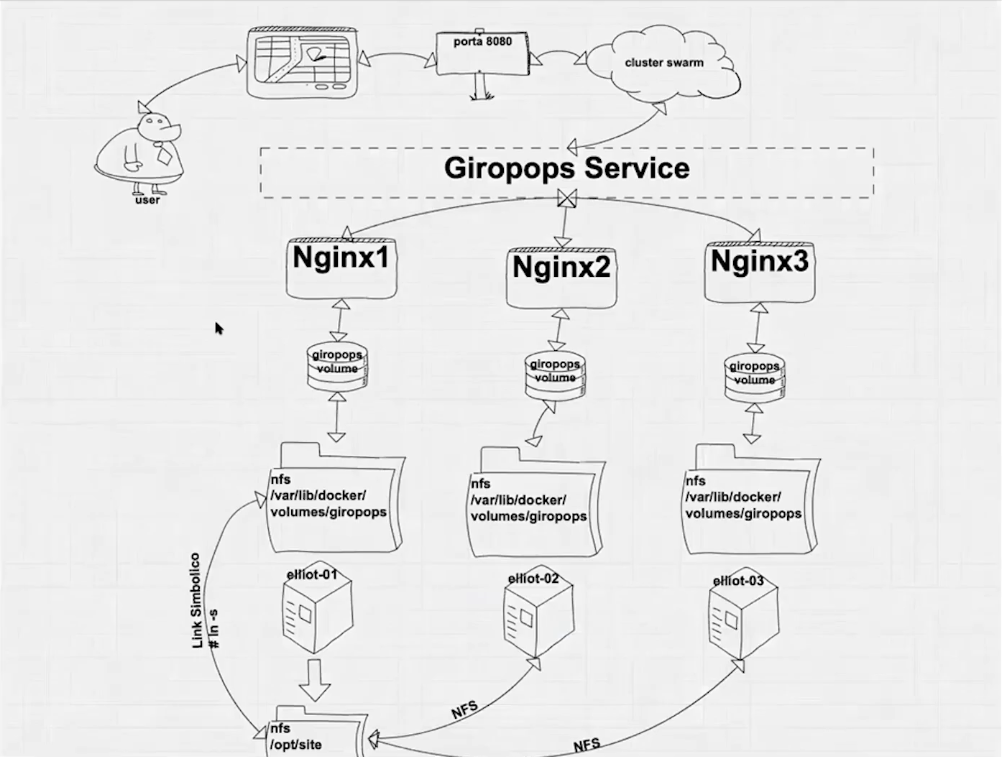 porta 8080
cluster swarm
Giropops Service
user
Nginx1
Nginx2
Nginx3
giropops
volume
giropops
volume
giropops
volume
nfs
/var/lib/docker/
volumes/giropops
nfs
/var/lib/docker/
volumes/giropops
nfs
/var/lib/docker/
volumes/giropops
Link Simbolico
# ln -s
elliot-01
elliot-02
elliot-03
NFS
NFS
nfs
/opt/site